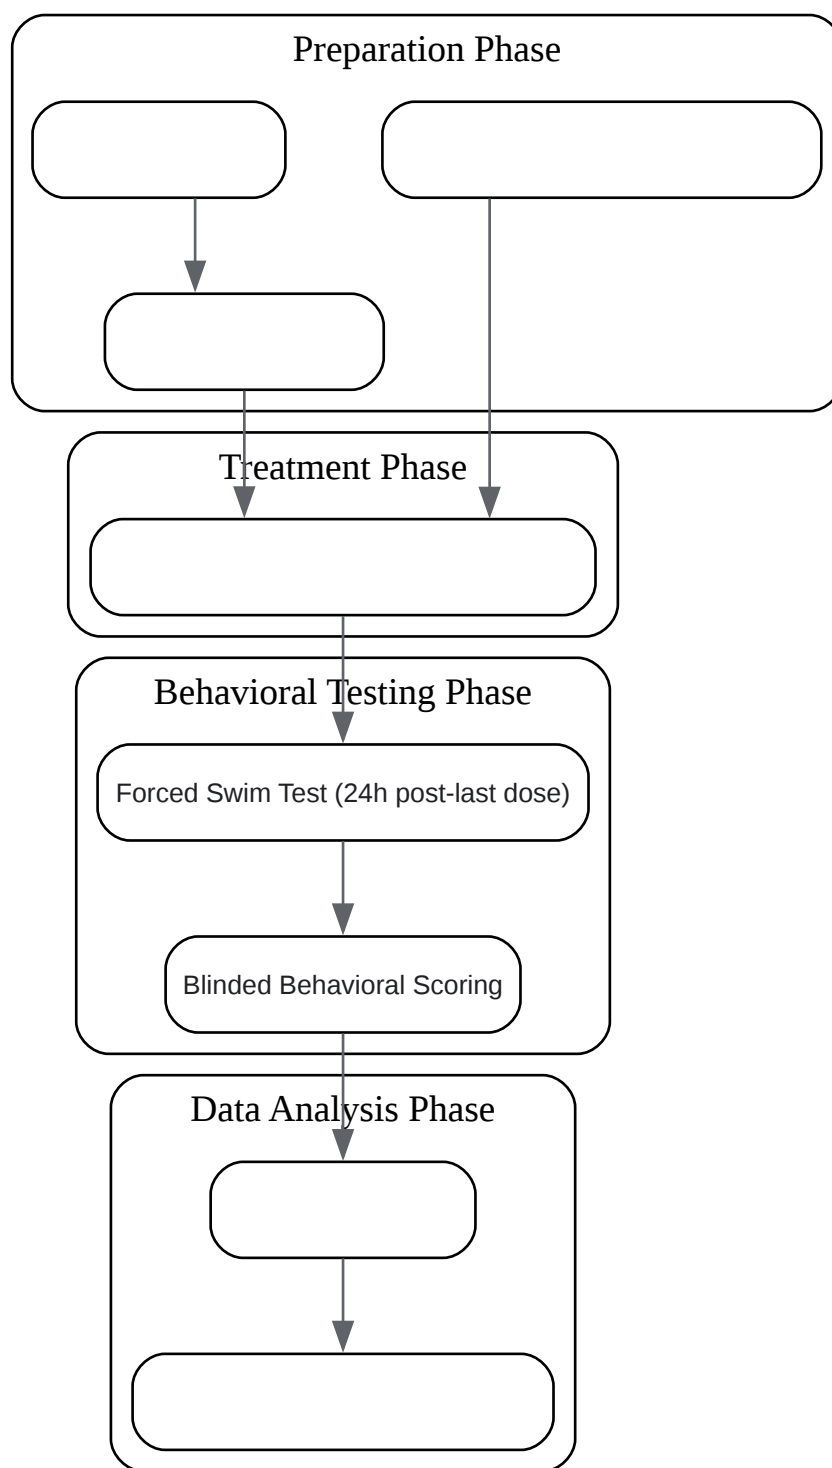 Preparation Phase
Treatment Phase
Behavioral Testing Phase
Forced Swim Test (24h post-last dose)
Blinded Behavioral Scoring
Data Analysis Phase